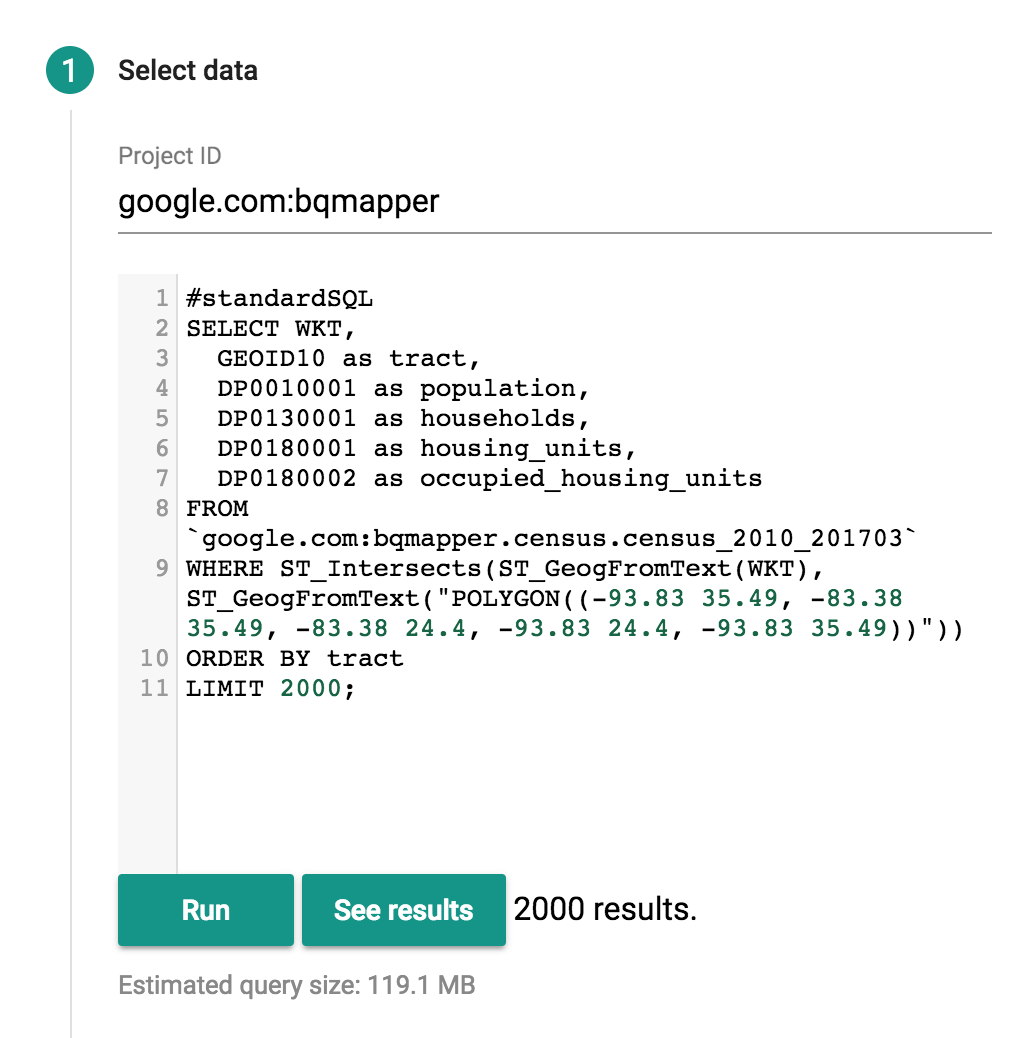 1 Select data
Project ID
google.com:bqmapper
1 #standardSQL
2 SELECT WKT,
3 GEOID10 as tract,
4 DP0010001 as population,
5 DP0130001 as households,
6 DP0180001 as housing_units,
7 DP0180002 as occupied_housing_units
8 FROM
`google.com:bqmapper.census.census_2010_201703`
9 WHERE ST_Intersects(ST_GeogFromText(WKT),
ST_GeogFromText("POLYGON((-93.83 35.49, -83.38
35.49, -83.38 24.4, -93.83 24.4, -93.83 35.49))"))
10 ORDER BY tract
11 LIMIT 2000;
Run See results 2000 results.
Estimated query size: 119.1 MB